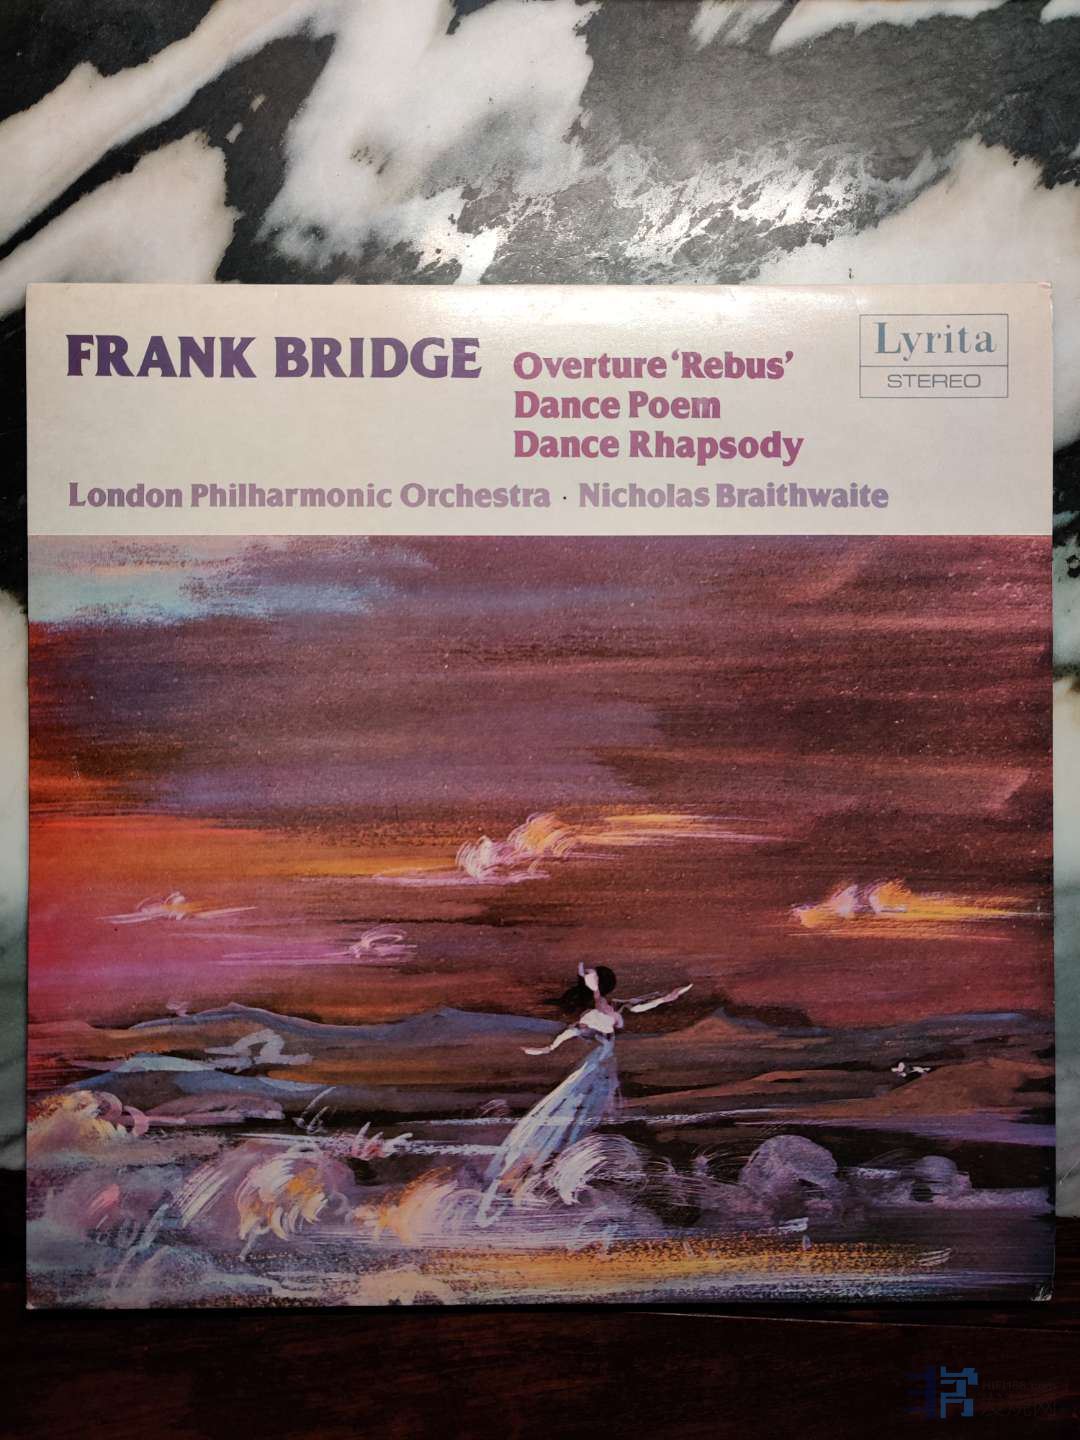 FRANK BRIDGE
Overture 'Rebus'
Dance Poem
Dance Rhapsody
Lyrita
STEREO
London Philharmonic Orchestra · Nicholas Braithwaite